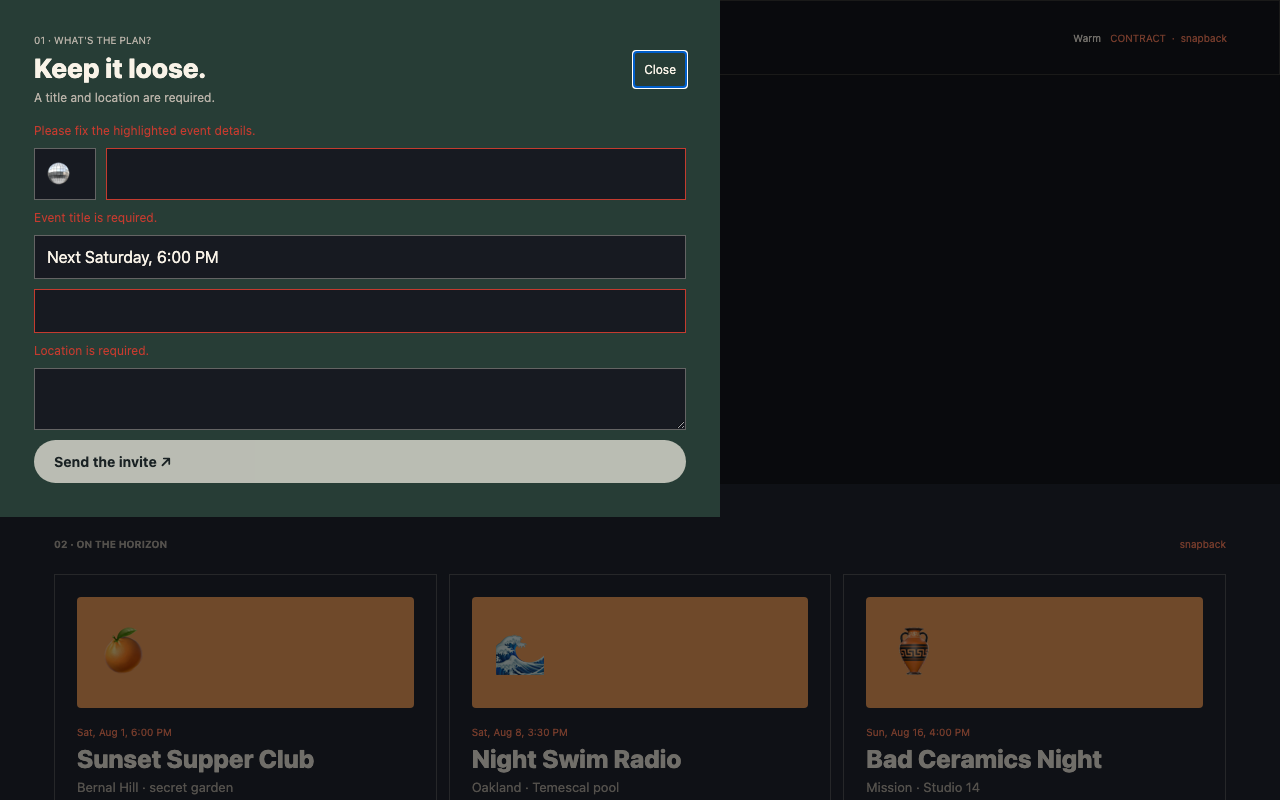 01 · WHAT'S THE PLAN?
Keep it loose.
A title and location are required.
Close
Warm CONTRACT · snapback
Please fix the highlighted event details.
Event title is required.
Next Saturday, 6:00 PM
Location is required.
Send the invite ↗
02 · ON THE HORIZON
snapback
Sat, Aug 1, 6:00 PM
Sunset Supper Club
Bernal Hill · secret garden
Sat, Aug 8, 3:30 PM
Night Swim Radio
Oakland · Temescal pool
Sun, Aug 16, 4:00 PM
Bad Ceramics Night
Mission · Studio 14